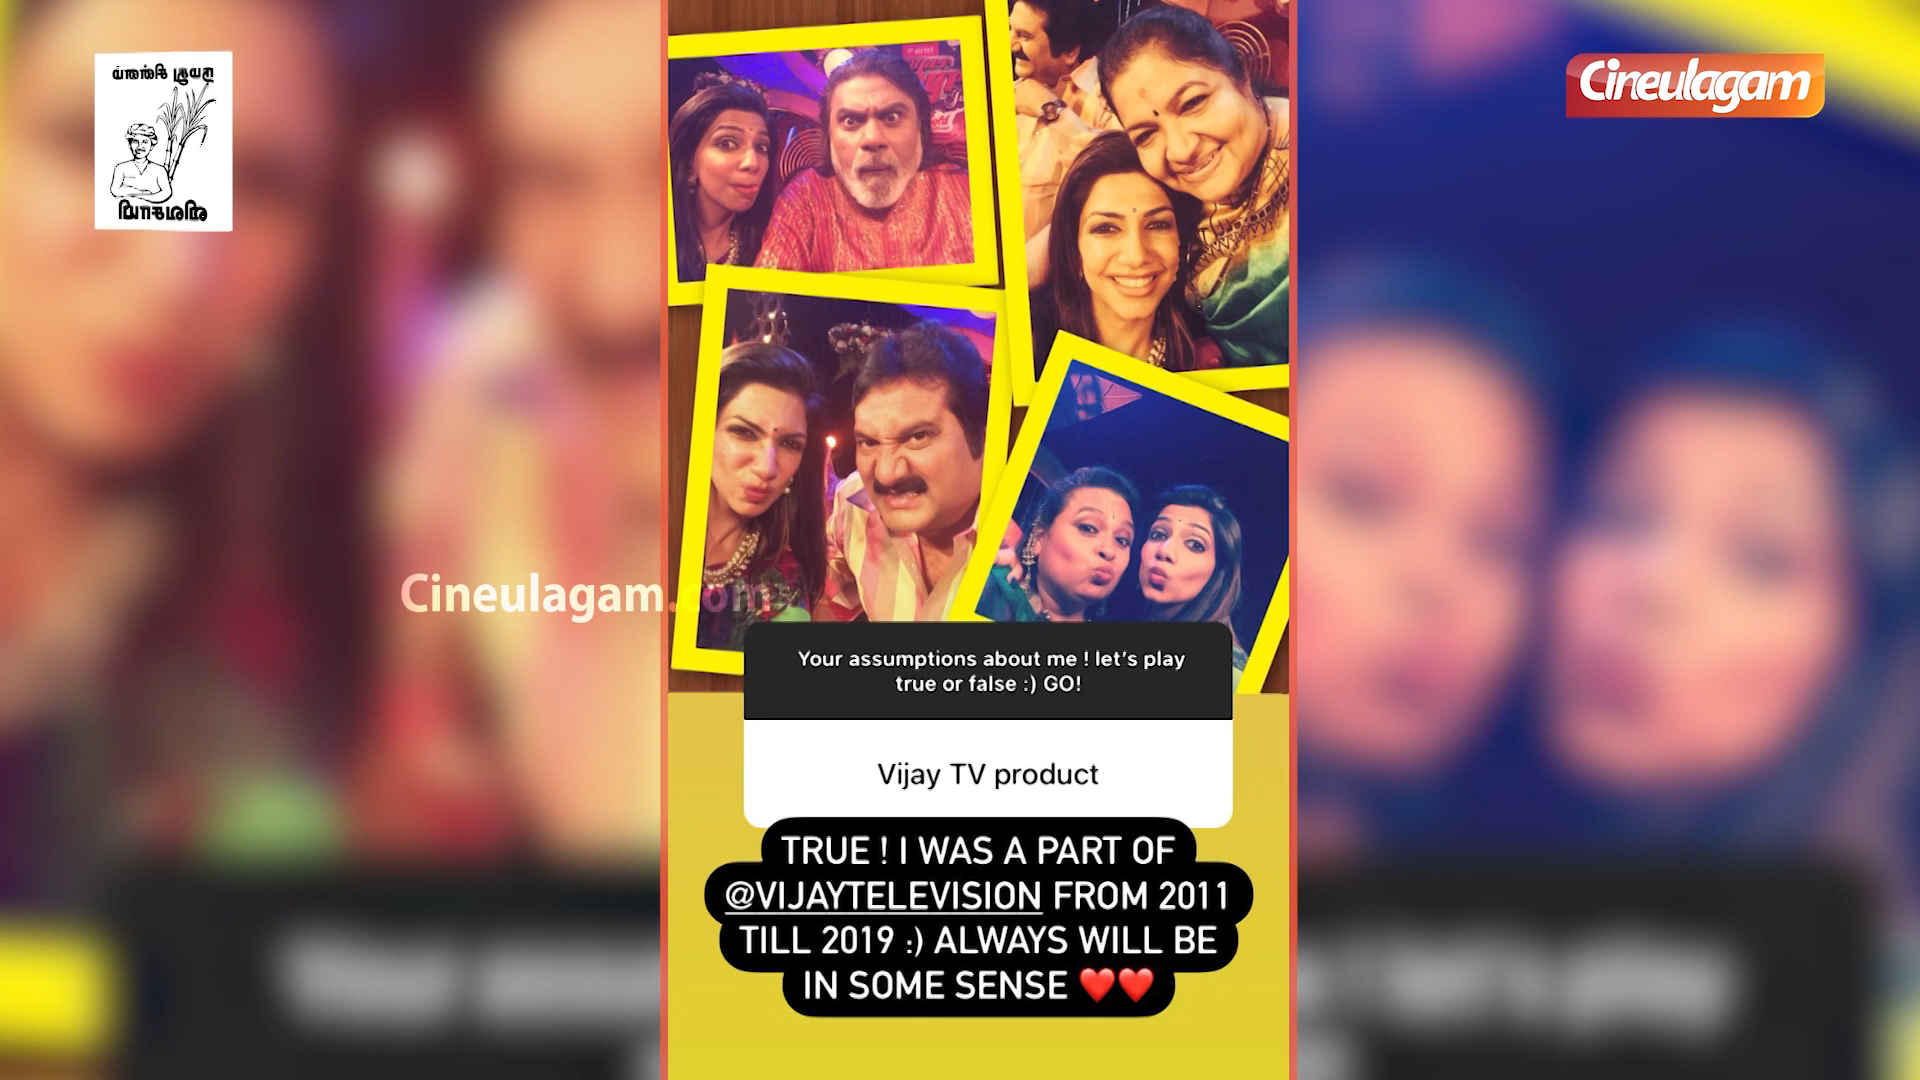 Cineulagam
airtel
Cineulagam.com
Your assumptions about me ! let's play
true or false :) GO!
Vijay TV product
TRUE ! I WAS A PART OF
@VIJAYTELEVISION FROM 2011
TILL 2019 :) ALWAYS WILL BE
IN SOME SENSE ❤️❤️